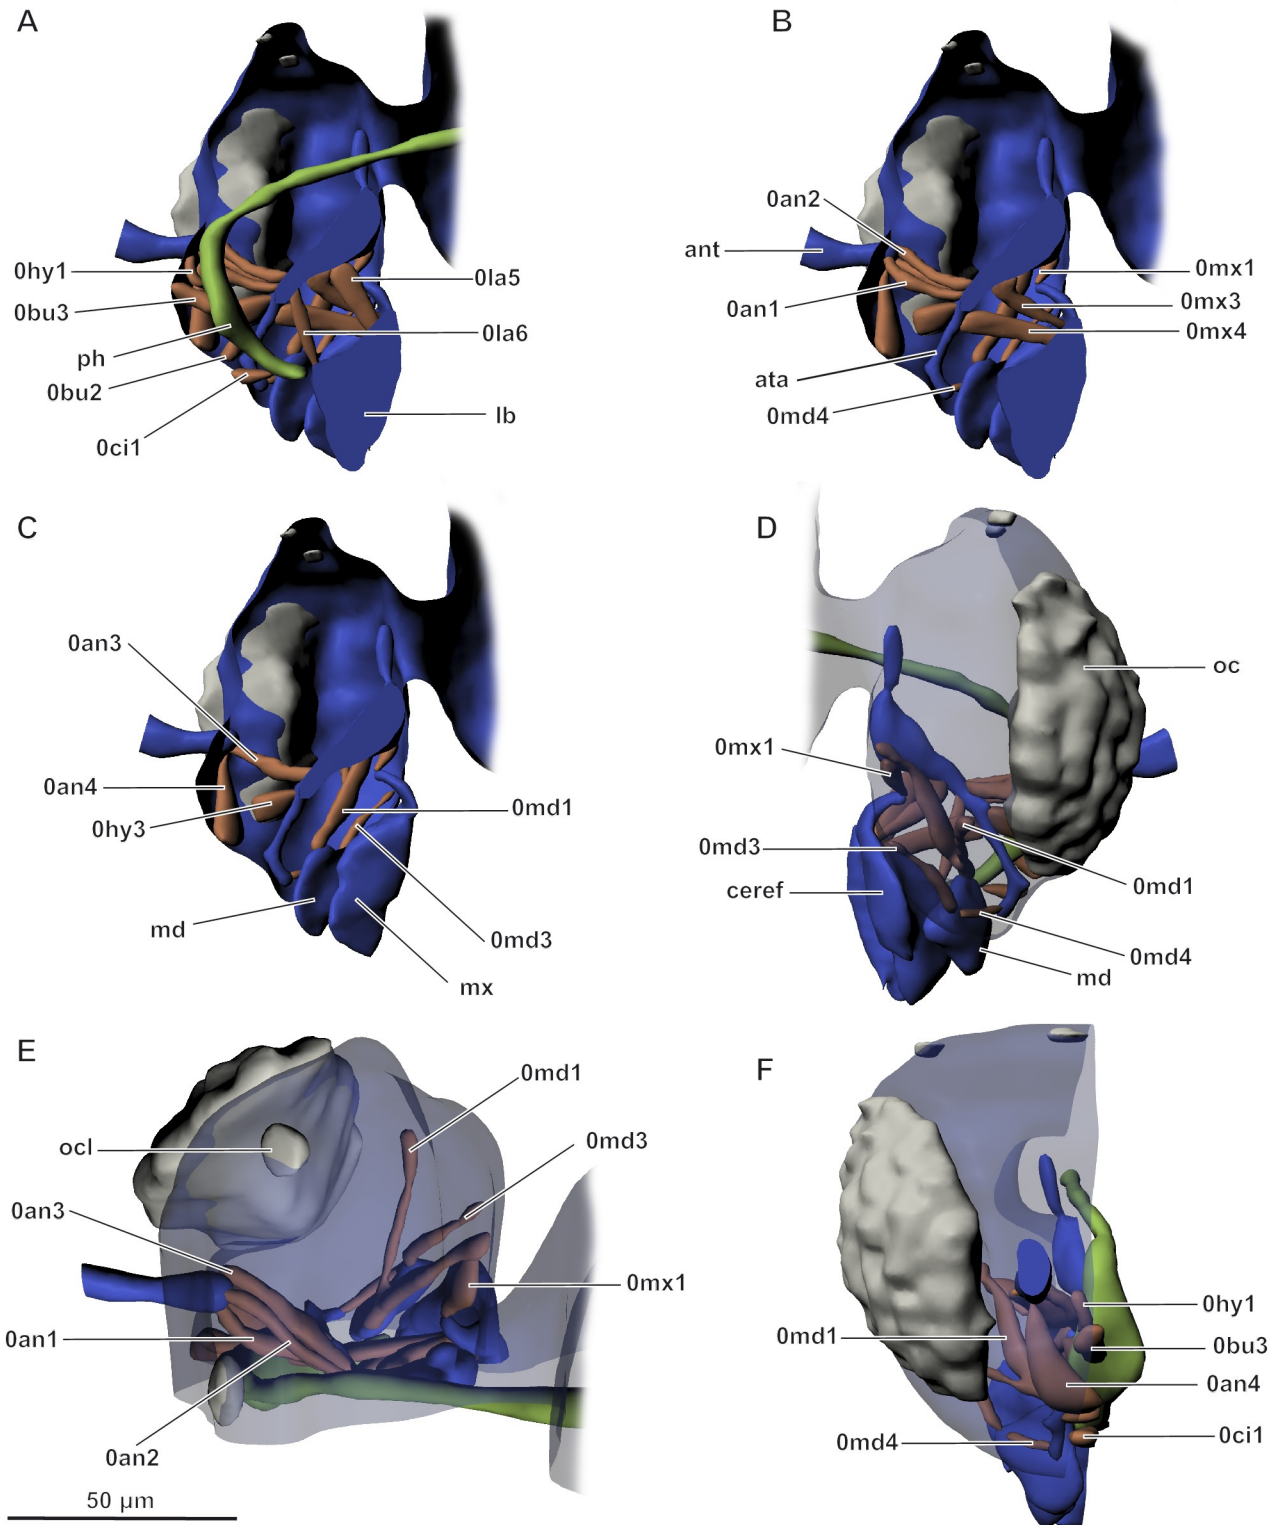 A
0hy1
0bu3
ph
0bu2
0ci1
0la5
0la6
lb
B
0an2
ant
0an1
ata
0md4
0mx1
0mx3
0mx4
C
0an3
0an4
0hy3
md
0md1
0md3
mx
D
oc
0mx1
0md3
ceref
0md1
0md4
md
E
ocl
0an3
0an1
0an2
0md1
0md3
0mx1
50 µm
F
0md1
0md4
0hy1
0bu3
0an4
0ci1